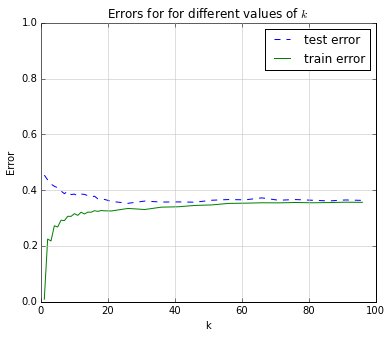 Errors for for different values of k
1.0
0.8
0.6
0.4
0.2
0.0
Error
test error
train error
0
20
40
60
80
100
k